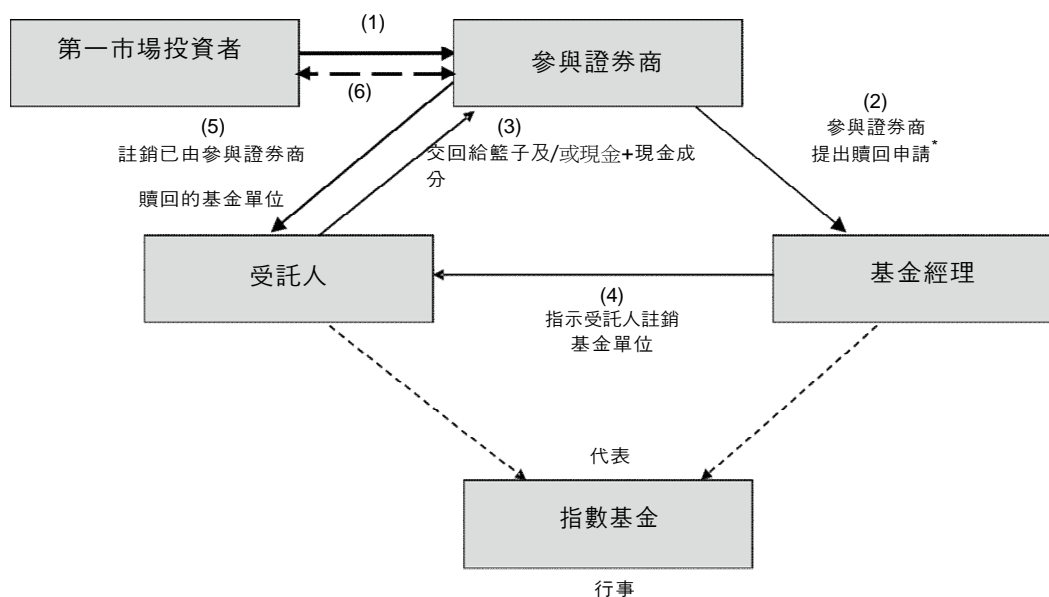 (1)
第一市場投資者
參與證券商
(6)
(2)
參與證券商
提出贖回申請*
(5)
註銷已由參與證券商
贖回的基金單位
(3)
交回給籃子及/或現金+現金成
分
受託人
基金經理
(4)
指示受託人註銷
基金單位
代表
指數基金
行事